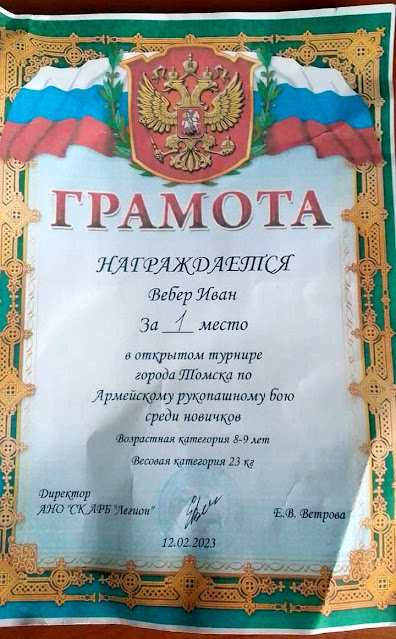 ГРАМОТА
НАГРАЖДАЕТСЯ
Вебер Иван
За 1 место
в открытом турнире
города Томска по
Армейскому рукопашному бою
среди новичков
Возрастная категория 8-9 лет
Весовая категория 23 кг
Директор
АНО "СК АРБ "Легион"
Е.В. Ветрова
12.02.2023